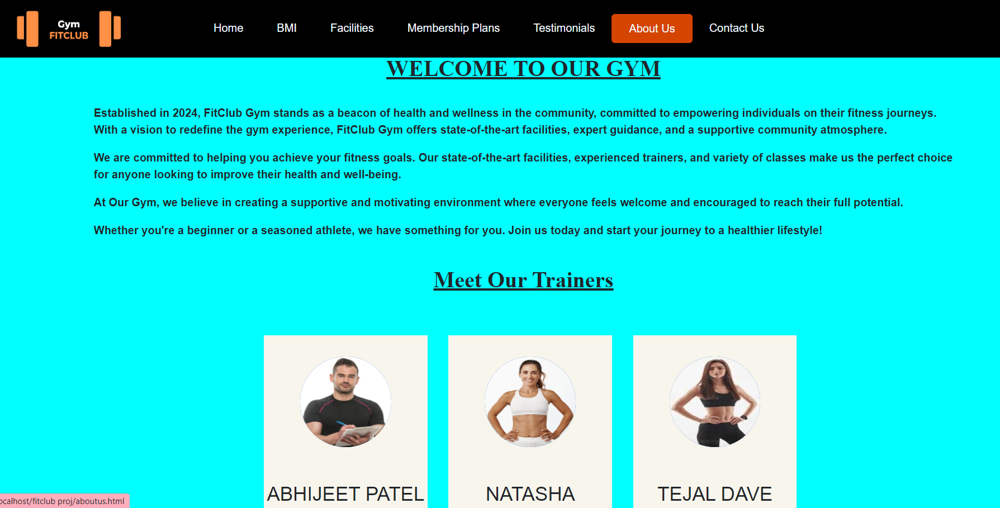 Gym
FITCLUB
Home BMI Facilities Membership Plans Testimonials About Us Contact Us
WELCOME TO OUR GYM
Established in 2024, FitClub Gym stands as a beacon of health and wellness in the community, committed to empowering individuals on their fitness journeys.
With a vision to redefine the gym experience, FitClub Gym offers state-of-the-art facilities, expert guidance, and a supportive community atmosphere.
We are committed to helping you achieve your fitness goals. Our state-of-the-art facilities, experienced trainers, and variety of classes make us the perfect choice
for anyone looking to improve their health and well-being.
At Our Gym, we believe in creating a supportive and motivating environment where everyone feels welcome and encouraged to reach their full potential.
Whether you're a beginner or a seasoned athlete, we have something for you. Join us today and start your journey to a healthier lifestyle!
Meet Our Trainers
ABHIJEET PATEL NATASHA TEJAL DAVE
ocalhost/fitclub proj/aboutus.html